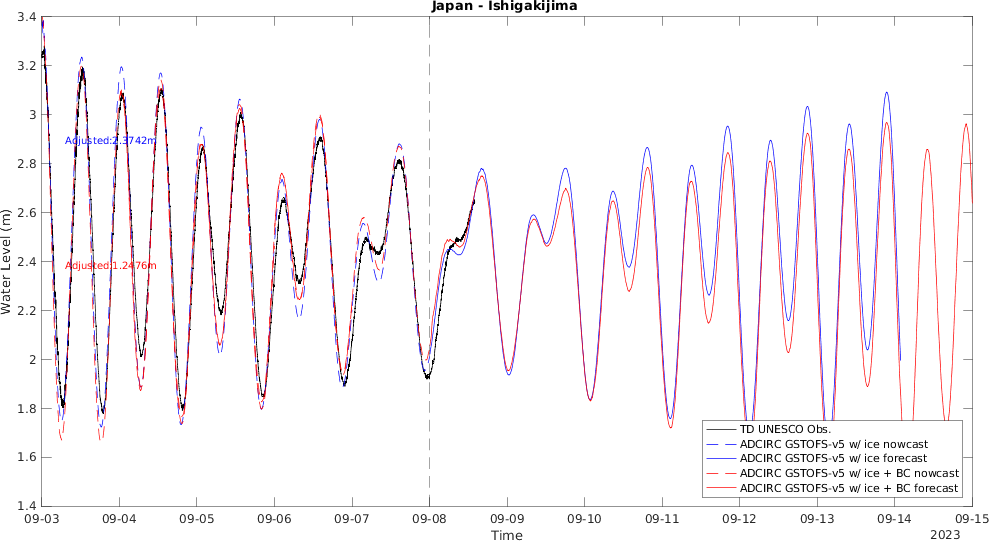 Japan - Ishigakijima
3.4
3.2
3
2.8
2.6
2.4
2.2
2
1.8
1.6
1.4
Water Level (m)
Adjusted:2.3742m
Adjusted:1.2476m
TD UNESCO Obs.
ADCIRC GSTOFS-v5 w/ ice nowcast
ADCIRC GSTOFS-v5 w/ ice forecast
ADCIRC GSTOFS-v5 w/ ice + BC nowcast
ADCIRC GSTOFS-v5 w/ ice + BC forecast
09-03 09-04 09-05 09-06 09-07 09-08 09-09 09-10 09-11 09-12 09-13 09-14 09-15
Time
2023